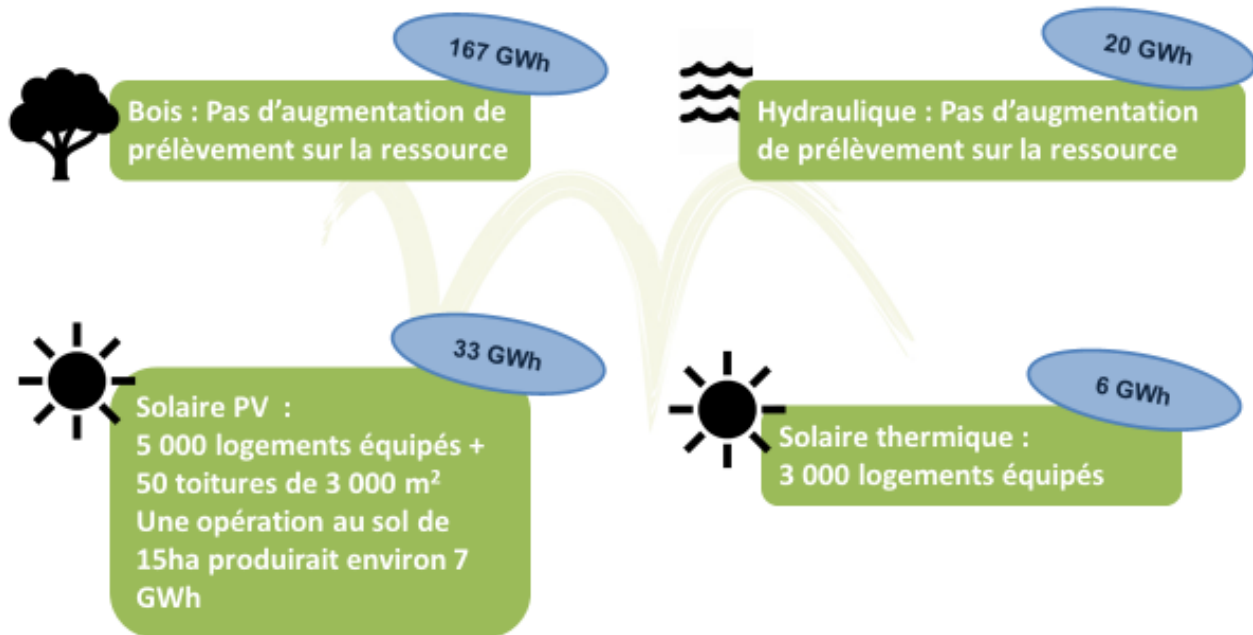 167 GWh
Bois : Pas d’augmentation de
prélèvement sur la ressource
20 GWh
Hydraulique : Pas d’augmentation
de prélèvement sur la ressource
33 GWh
Solaire PV :
5 000 logements équipés +
50 toitures de 3 000 m²
Une opération au sol de
15ha produirait environ 7
GWh
6 GWh
Solaire thermique :
3 000 logements équipés